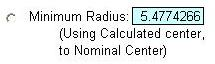 Minimum Radius: 5.4774266
(Using Calculated center,
to Nominal Center)